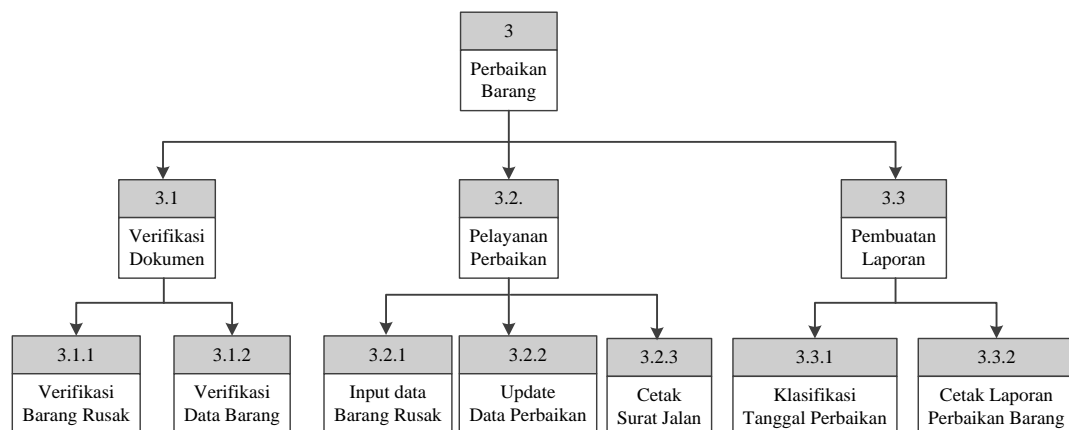 3
Perbaikan
Barang
3.1
Verifikasi
Dokumen
3.2.
Pelayanan
Perbaikan
3.3
Pembuatan
Laporan
3.1.1
Verifikasi
Barang Rusak
3.1.2
Verifikasi
Data Barang
3.2.1
Input data
Barang Rusak
3.2.2
Update
Data Perbaikan
3.2.3
Cetak
Surat Jalan
3.3.1
Klasifikasi
Tanggal Perbaikan
3.3.2
Cetak Laporan
Perbaikan Barang